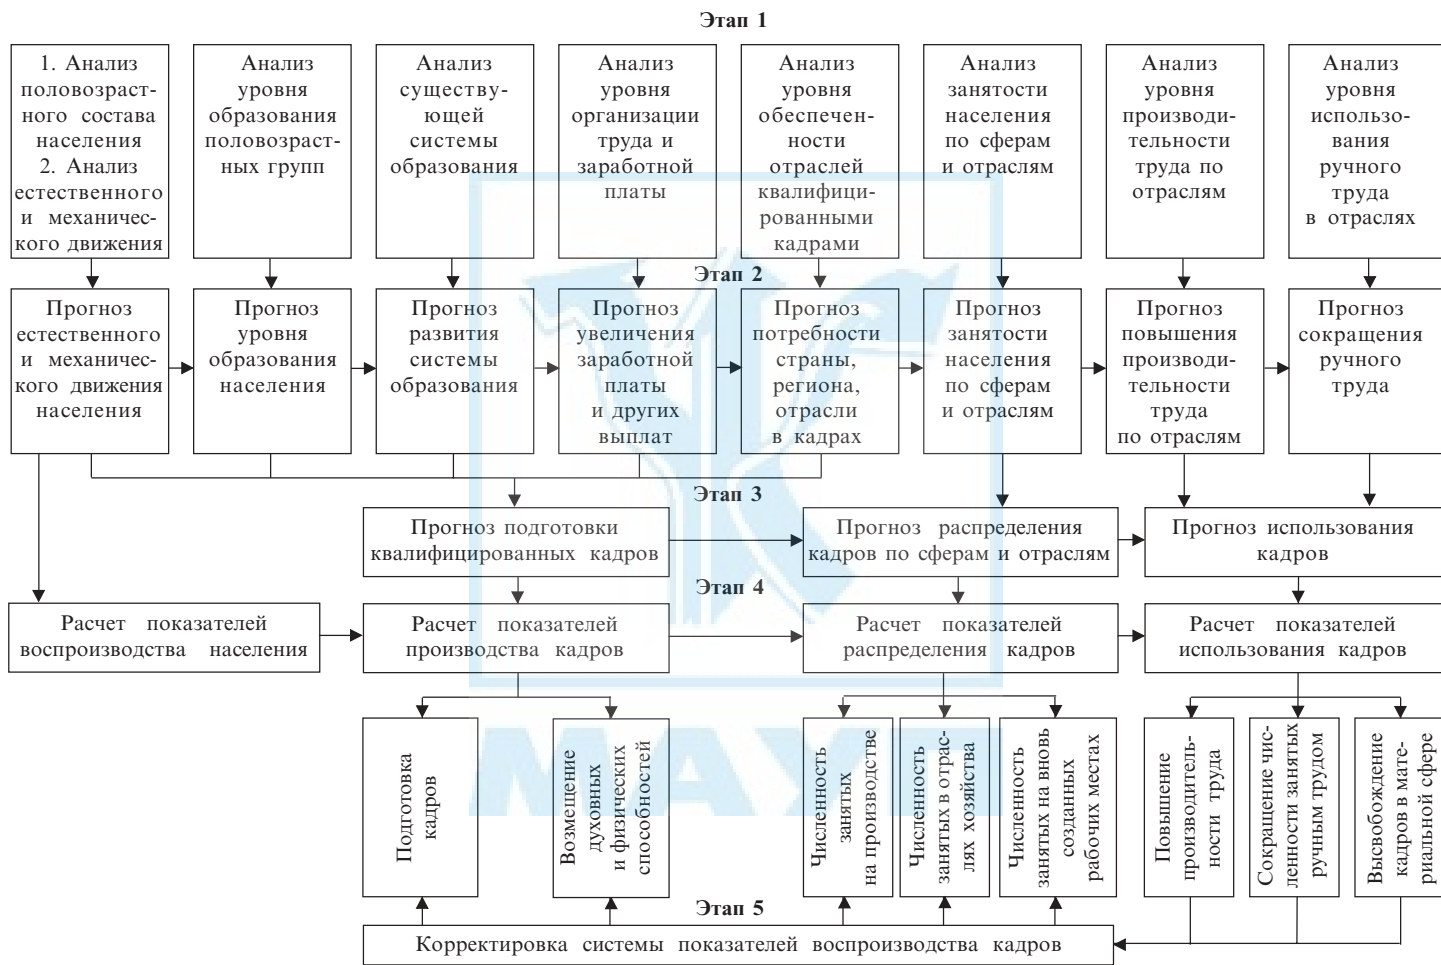 Этап 1
1. Анализ
половозраст-
ного состава
населения
2. Анализ
естественного
и механичес-
кого движения
Анализ
уровня
образования
половозраст-
ных групп
Анализ
существу-
ющей
системы
образования
Анализ
уровня
организации
труда и
заработной
платы
Анализ
уровня
обеспечен-
ности
отраслей
квалифици-
рованными
кадрами
Анализ
занятости
населения
по сферам
и отраслям
Анализ
уровня
производи-
тельности
труда по
отраслям
Анализ
уровня
использо-
вания
ручного
труда
в отраслях
Этап 2
Прогноз
естественного
и механичес-
кого движения
населения
Прогноз
уровня
образования
населения
Прогноз
развития
системы
образования
Прогноз
увеличения
заработной
платы
и других
выплат
Прогноз
потребности
страны,
региона,
отрасли
в кадрах
Прогноз
занятости
населения
по сферам
и отраслям
Прогноз
повышения
производи-
тельности
труда
по отраслям
Прогноз
сокращения
ручного
труда
Этап 3
Прогноз подготовки
квалифицированных кадров
Прогноз распределения
кадров по сферам и отраслям
Прогноз использования
кадров
Этап 4
Расчет показателей
воспроизводства населения
Расчет показателей
производства кадров
Расчет показателей
распределения кадров
Расчет показателей
использования кадров
Подготовка
кадров
Возмещение
духовных
и физических
способностей
Численность
занятых
на производстве
Численность
занятых в отрас-
лях хозяйства
Численность
занятых на вновь
созданных
рабочих местах
Повышение
производитель-
ности труда
Сокращение чис-
ленности занятых
ручным трудом
Высвобождение
кадров в мате-
риальной сфере
МАУП
Этап 5
Корректировка системы показателей воспроизводства кадров